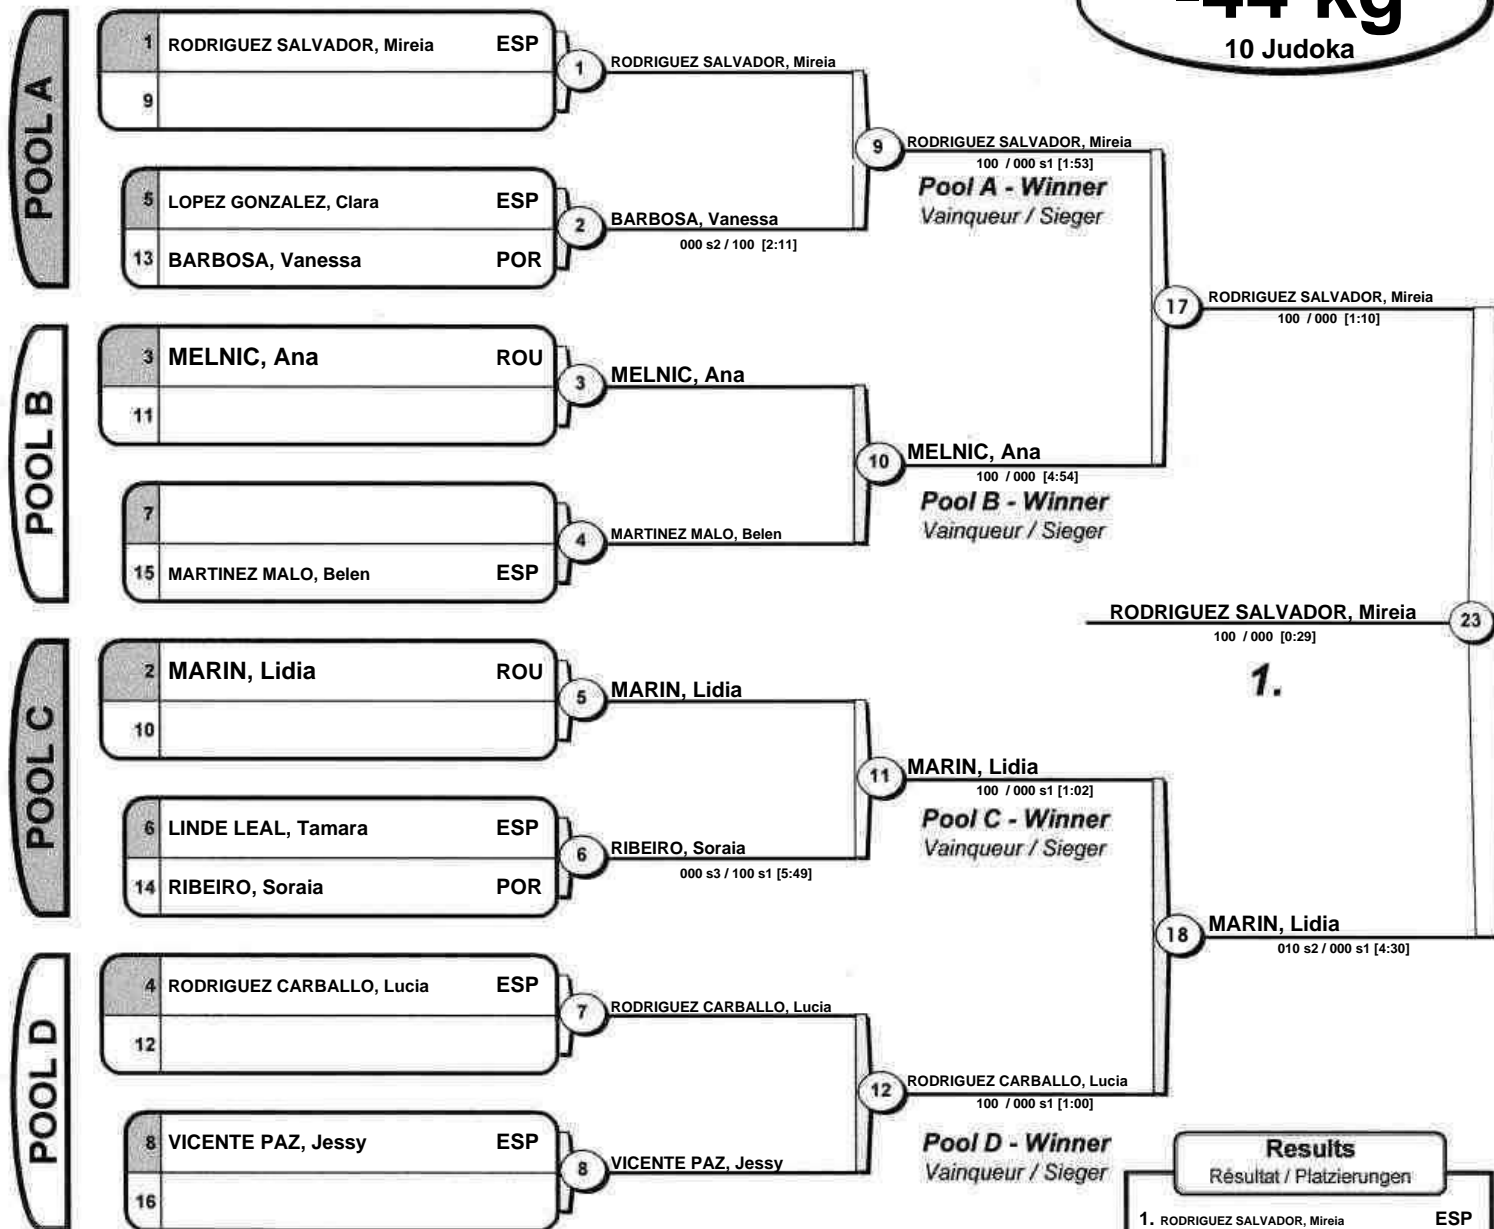 -44 kg
10 Judoka
POOL A
1 RODRIGUEZ SALVADOR, Mireia ESP
9
1
RODRIGUEZ SALVADOR, Mireia
5 LOPEZ GONZALEZ, Clara ESP
13 BARBOSA, Vanessa POR
2
BARBOSA, Vanessa
000 s2 / 100 [2:11]
9
RODRIGUEZ SALVADOR, Mireia
100 / 000 s1 [1:53]
Pool A - Winner
Vainqueur / Sieger
POOL B
3 MELNIC, Ana ROU
11
3
MELNIC, Ana
7
15 MARTINEZ MALO, Belen ESP
4
MARTINEZ MALO, Belen
10
MELNIC, Ana
100 / 000 [4:54]
Pool B - Winner
Vainqueur / Sieger
17
RODRIGUEZ SALVADOR, Mireia
100 / 000 [1:10]
RODRIGUEZ SALVADOR, Mireia
23
100 / 000 [0:29]
1.
POOL C
2 MARIN, Lidia ROU
10
5
MARIN, Lidia
6 LINDE LEAL, Tamara ESP
14 RIBEIRO, Soraia POR
6
RIBEIRO, Soraia
000 s3 / 100 s1 [5:49]
11
MARIN, Lidia
100 / 000 s1 [1:02]
Pool C - Winner
Vainqueur / Sieger
18
MARIN, Lidia
010 s2 / 000 s1 [4:30]
POOL D
4 RODRIGUEZ CARBALLO, Lucia ESP
12
7
RODRIGUEZ CARBALLO, Lucia
8 VICENTE PAZ, Jessy ESP
16
8
VICENTE PAZ, Jessy
12
RODRIGUEZ CARBALLO, Lucia
100 / 000 s1 [1:00]
Pool D - Winner
Vainqueur / Sieger
Results
Résultat / Platzierungen
1. RODRIGUEZ SALVADOR, Mireia ESP